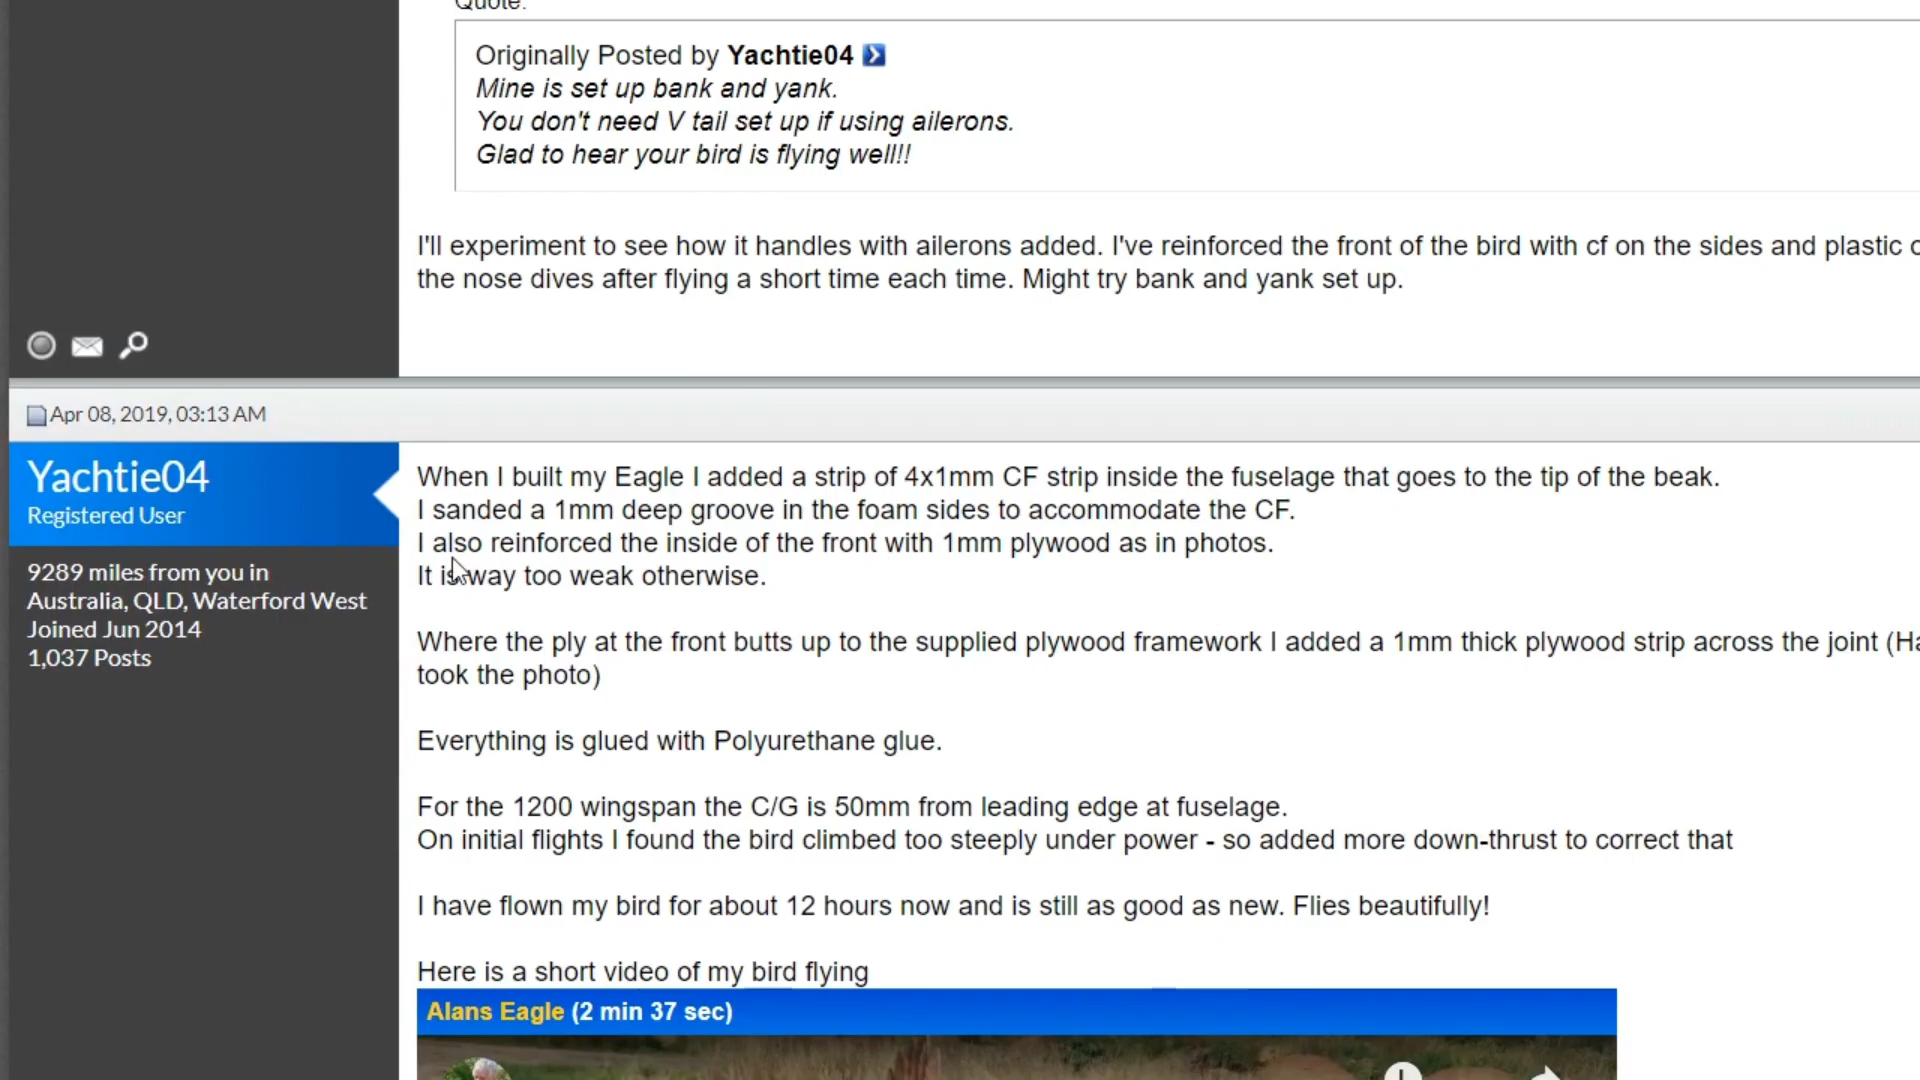 Quote:
Originally Posted by Yachtie04
Mine is set up bank and yank.
You don't need V tail set up if using ailerons.
Glad to hear your bird is flying well!!
I'll experiment to see how it handles with ailerons added. I've reinforced the front of the bird with cf on the sides and plastic
the nose dives after flying a short time each time. Might try bank and yank set up.
Apr 08, 2019, 03:13 AM
Yachtie04
Registered User
9289 miles from you in
Australia, QLD, Waterford West
Joined Jun 2014
1,037 Posts
When I built my Eagle I added a strip of 4x1mm CF strip inside the fuselage that goes to the tip of the beak.
I sanded a 1mm deep groove in the foam sides to accommodate the CF.
I also reinforced the inside of the front with 1mm plywood as in photos.
It is way too weak otherwise.
Where the ply at the front butts up to the supplied plywood framework I added a 1mm thick plywood strip across the joint
took the photo)
Everything is glued with Polyurethane glue.
For the 1200 wingspan the C/G is 50mm from leading edge at fuselage.
On initial flights I found the bird climbed too steeply under power - so added more down-thrust to correct that
I have flown my bird for about 12 hours now and is still as good as new. Flies beautifully!
Here is a short video of my bird flying
Alans Eagle (2 min 37 sec)